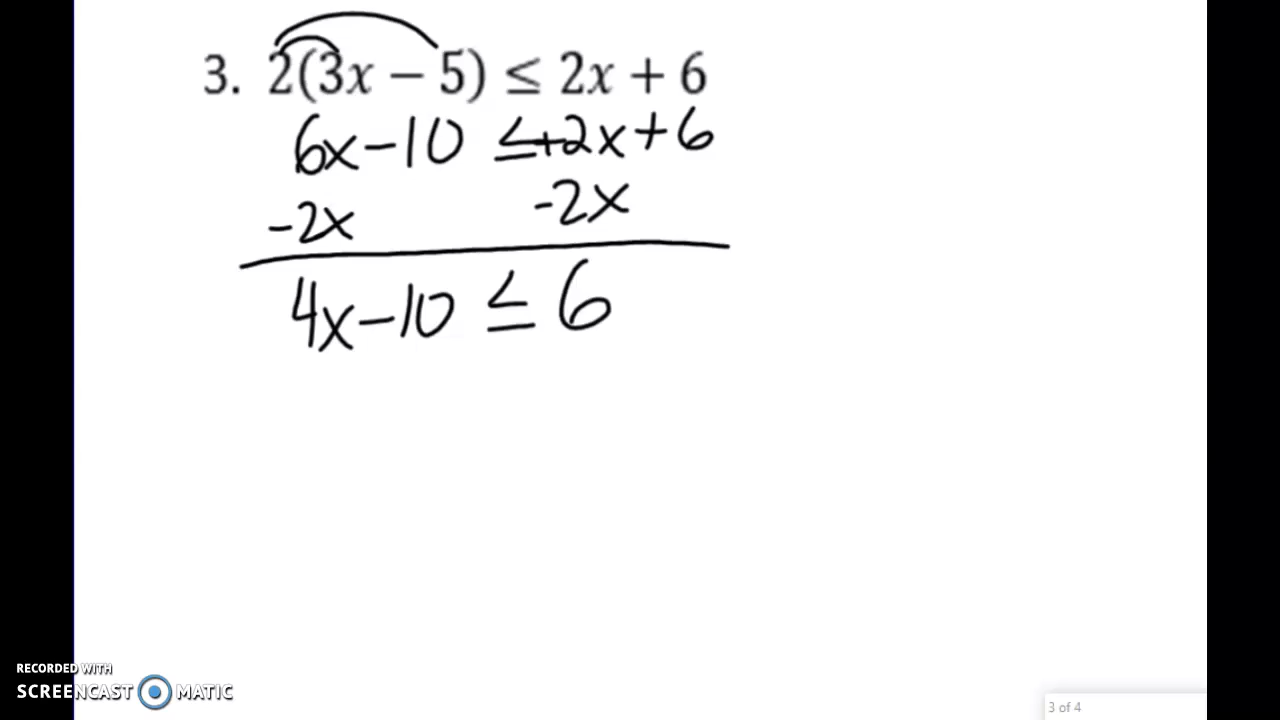 3. 2(3x − 5) ≤ 2x + 6
6x − 10 ≤ +2x + 6
-2x -2x
4x − 10 ≤ 6
RECORDED WITH
SCREENCAST MATIC
3 of 4